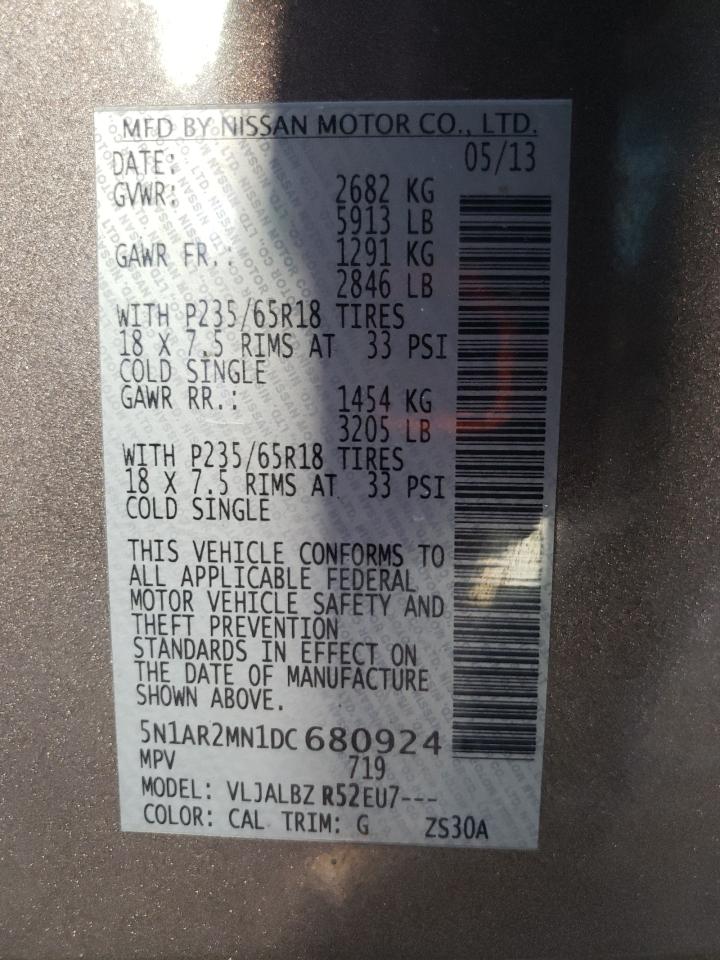 MFD BY NISSAN MOTOR CO., LTD.
DATE: 05/13
GVWR: 2682 KG
5913 LB
GAWR FR.: 1291 KG
2846 LB
WITH P235/65R18 TIRES
18 X 7.5 RIMS AT 33 PSI
COLD SINGLE
GAWR RR.: 1454 KG
3205 LB
WITH P235/65R18 TIRES
18 X 7.5 RIMS AT 33 PSI
COLD SINGLE
THIS VEHICLE CONFORMS TO
ALL APPLICABLE FEDERAL
MOTOR VEHICLE SAFETY AND
THEFT PREVENTION
STANDARDS IN EFFECT ON
THE DATE OF MANUFACTURE
SHOWN ABOVE.
5N1AR2MN1DC680924
MPV 719
MODEL: VLJALBZ R52EU7---
COLOR: CAL TRIM: G ZS30A